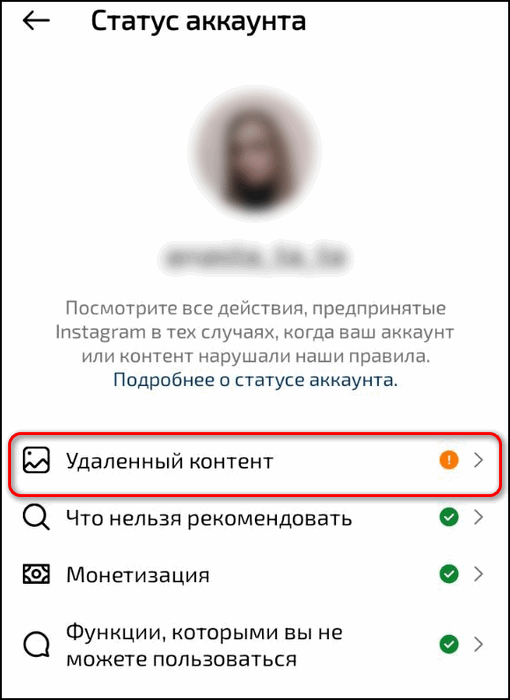 Статус аккаунта
Посмотрите все действия, предпринятые
Instagram в тех случаях, когда ваш аккаунт
или контент нарушали наши правила.
Подробнее о статусе аккаунта.
Удаленный контент
Что нельзя рекомендовать
Монетизация
Функции, которыми вы не
можете пользоваться